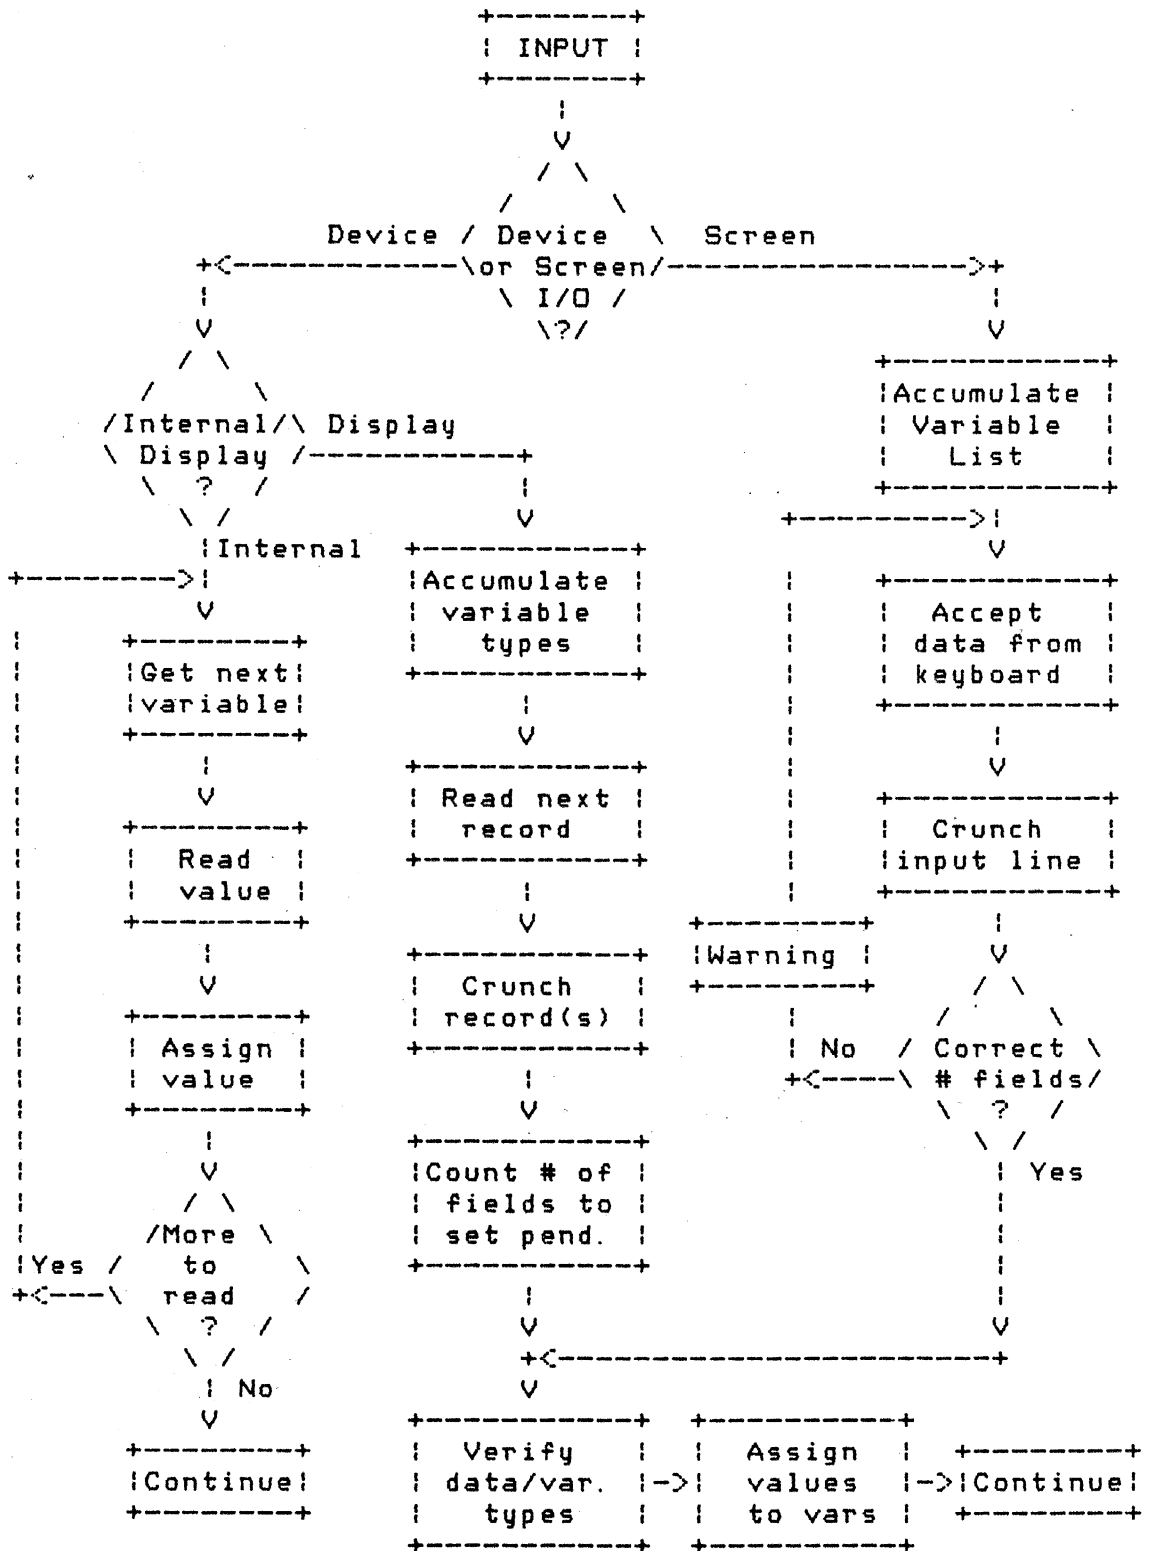 INPUT
Device / Device \ Screen
or Screen
I/O
?
Internal/ Display
Display
?
Internal
Accumulate
variable
types
Accumulate
Variable
List
Get next
variable
Read
value
Assign
value
More
to
read
?
Yes
No
Continue
Read next
record
Crunch
record(s)
Count # of
fields to
set pend.
Accept
data from
keyboard
Crunch
input line
Warning
No
Correct
# fields
?
Yes
Verify
data/var.
types
Assign
values
to vars
Continue